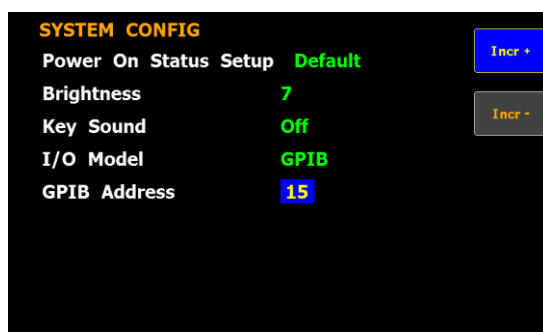 SYSTEM CONFIG
Power On Status Setup Default
Brightness 7
Key Sound Off
I/O Model GPIB
GPIB Address 15
Incr +
Incr -